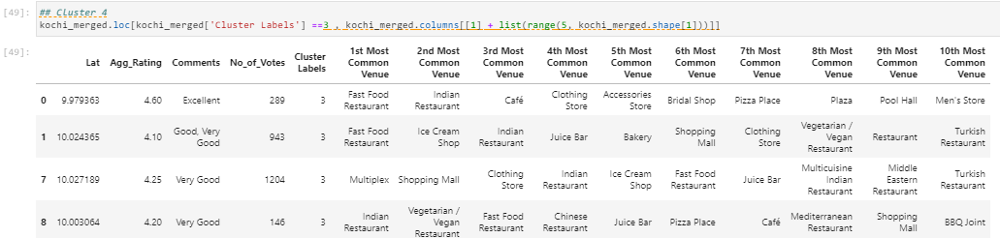 [49]: ## Cluster 4
kochi_merged.loc[kochi_merged['Cluster Labels'] ==3 , kochi_merged.columns[[1] + list(range(5, kochi_merged.shape[1]))]]
[49]: Lat Agg_Rating Comments No_of_Votes Cluster Labels 1st Most Common Venue 2nd Most Common Venue 3rd Most Common Venue 4th Most Common Venue 5th Most Common Venue 6th Most Common Venue 7th Most Common Venue 8th Most Common Venue 9th Most Common Venue 10th Most Common Venue
0 9.979363 4.60 Excellent 289 3 Fast Food Restaurant Indian Restaurant Café Clothing Store Accessories Store Bridal Shop Pizza Place Plaza Pool Hall Men's Store
1 10.024365 4.10 Good, Very Good 943 3 Fast Food Restaurant Ice Cream Shop Indian Restaurant Juice Bar Bakery Shopping Mall Clothing Store Vegetarian / Vegan Restaurant Restaurant Turkish Restaurant
7 10.027189 4.25 Very Good 1204 3 Multiplex Shopping Mall Clothing Store Indian Restaurant Ice Cream Shop Fast Food Restaurant Juice Bar Multicuisine Indian Restaurant Middle Eastern Restaurant Turkish Restaurant
8 10.003064 4.20 Very Good 146 3 Indian Restaurant Vegetarian / Vegan Restaurant Fast Food Restaurant Chinese Restaurant Juice Bar Pizza Place Café Mediterranean Restaurant Shopping Mall BBQ Joint